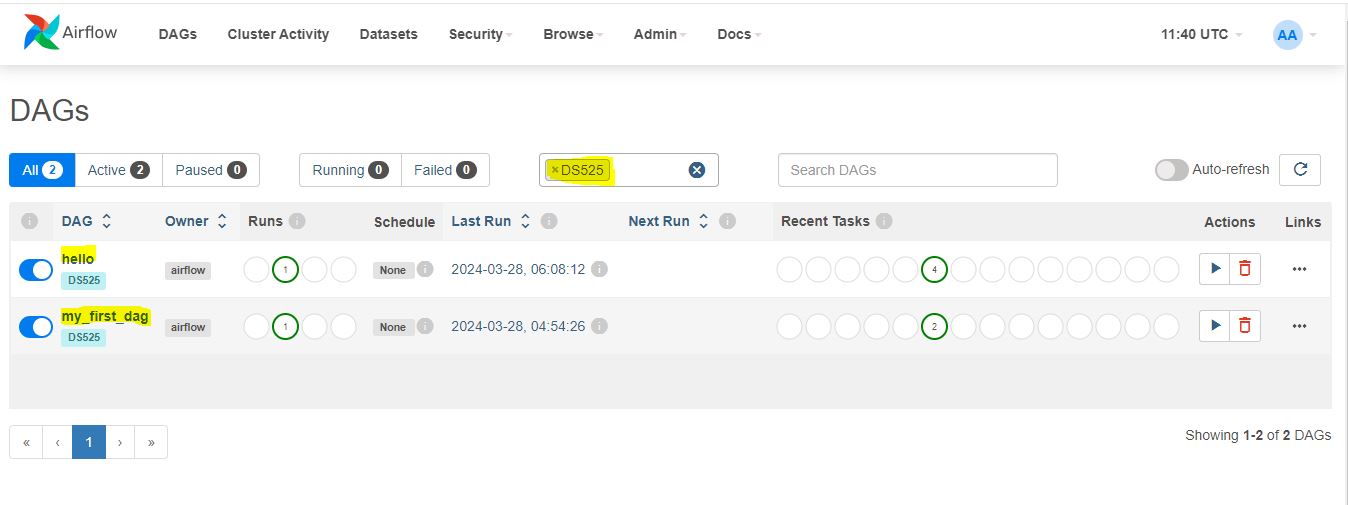 Airflow DAGs Cluster Activity Datasets Security Browse Admin Docs 11:40 UTC AA
DAGs
All 2 Active 2 Paused 0 Running 0 Failed 0 × DS525 Search DAGs Auto-refresh
i DAG Owner Runs i Schedule Last Run i Next Run i Recent Tasks i Actions Links
hello
DS525 airflow 1 None i 2024-03-28, 06:08:12 i 4 ...
my_first_dag
DS525 airflow 1 None i 2024-03-28, 04:54:26 i 2 ...
« ‹ 1 › » Showing 1-2 of 2 DAGs